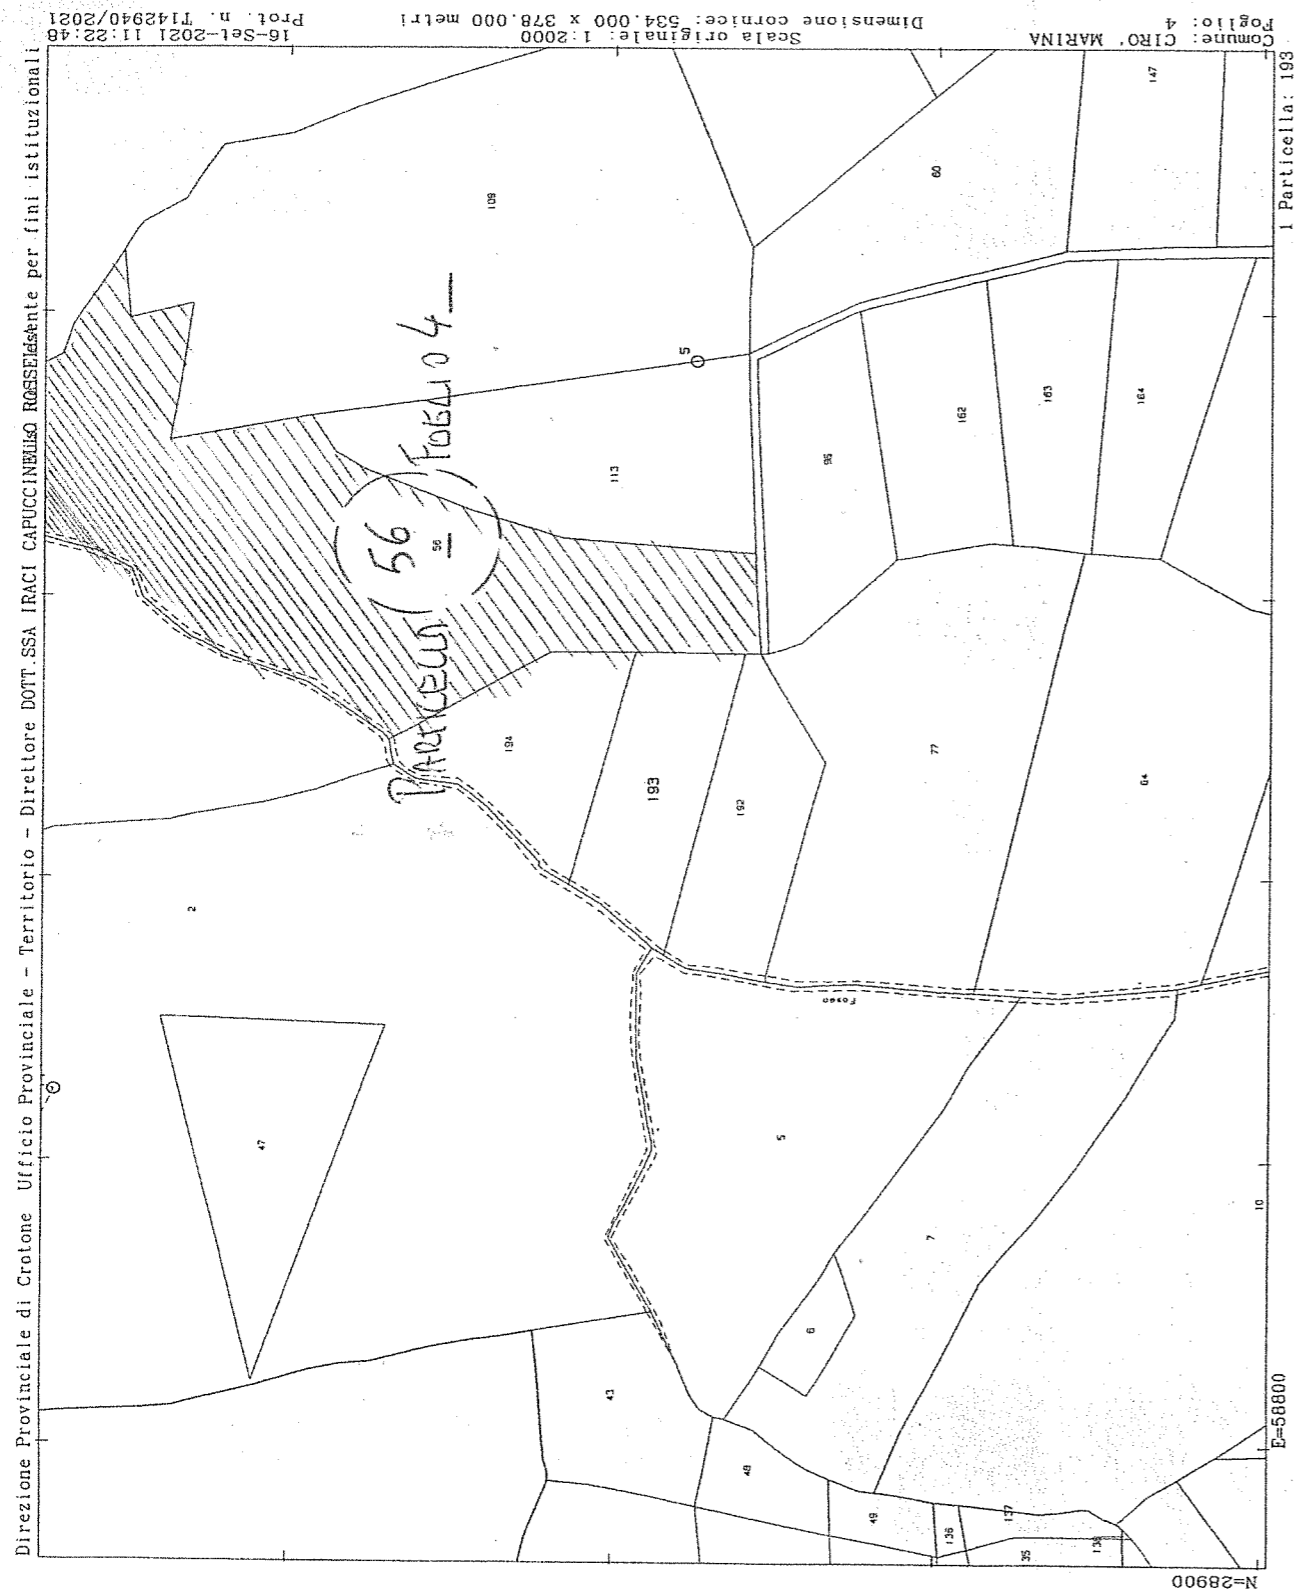 Direzione Provinciale di Crotone Ufficio Provinciale - Territorio - Direttore DOTT.SSA IRACI CAPUCCINELLO
per fini istituzionali
16-Set-2021 11:22:48
Prot. n. T142940/2021
Scala originale: 1:2000
Dimensione cornice: 534.000 x 378.000 metri
Comune: CIRO' MARINA
Foglio: 4
1 Particella: 193
E=58800
N=28900
PARTICELLA 56 FOGLIO 4
56
109
113
5
147
60
95
162
163
164
194
193
192
77
64
2
47
Fosso
5
7
6
10
43
48
49
136
137
35
138